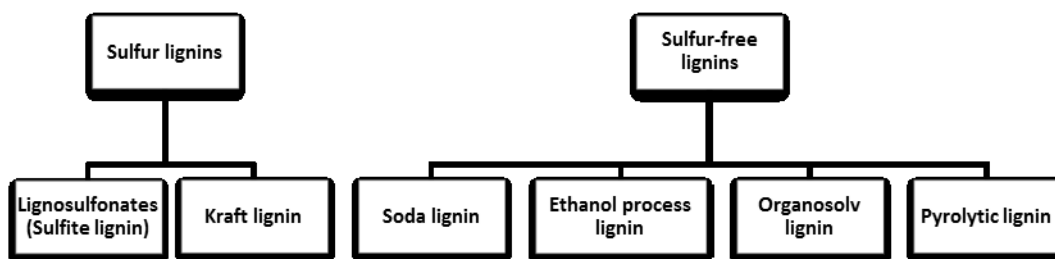 Sulfur lignins
Sulfur-free
lignins
Lignosulfonates
(Sulfite lignin)
Kraft lignin
Soda lignin
Ethanol process
lignin
Organosolv
lignin
Pyrolytic lignin